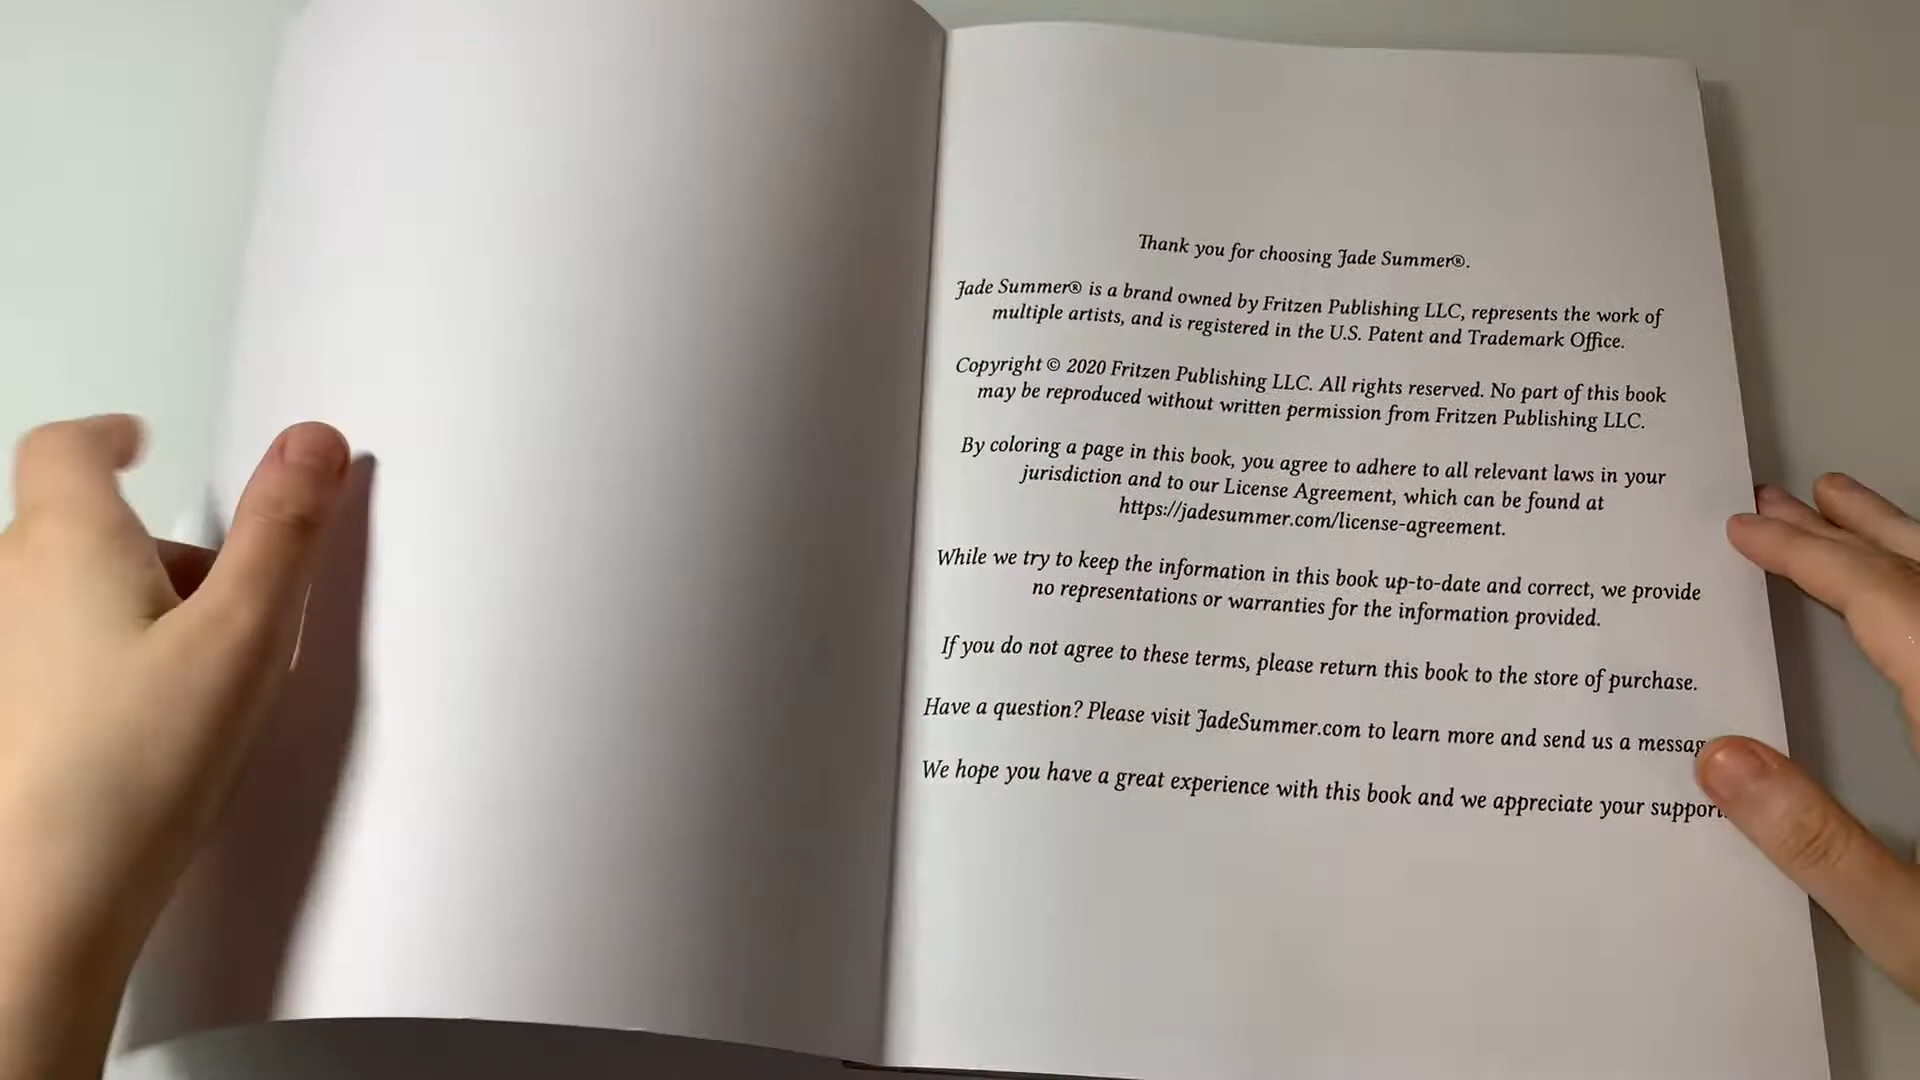 Thank you for choosing Jade Summer®.
Jade Summer® is a brand owned by Fritzen Publishing LLC, represents the work of
multiple artists, and is registered in the U.S. Patent and Trademark Office.
Copyright © 2020 Fritzen Publishing LLC. All rights reserved. No part of this book
may be reproduced without written permission from Fritzen Publishing LLC.
By coloring a page in this book, you agree to adhere to all relevant laws in your
jurisdiction and to our License Agreement, which can be found at
https://jadesummer.com/license-agreement.
While we try to keep the information in this book up-to-date and correct, we provide
no representations or warranties for the information provided.
If you do not agree to these terms, please return this book to the store of purchase.
Have a question? Please visit JadeSummer.com to learn more and send us a
We hope you have a great experience with this book and we appreciate your support.